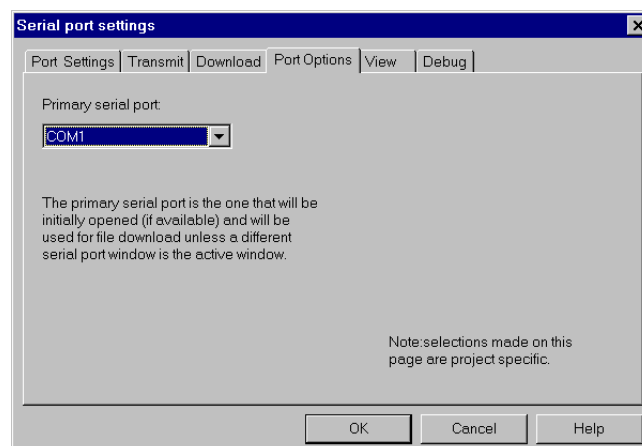 Serial port settings
Port Settings Transmit Download Port Options View Debug
Primary serial port:
COM1
The primary serial port is the one that will be
initially opened (if available) and will be
used for file download unless a different
serial port window is the active window.
Note:selections made on this
page are project specific.
OK Cancel Help